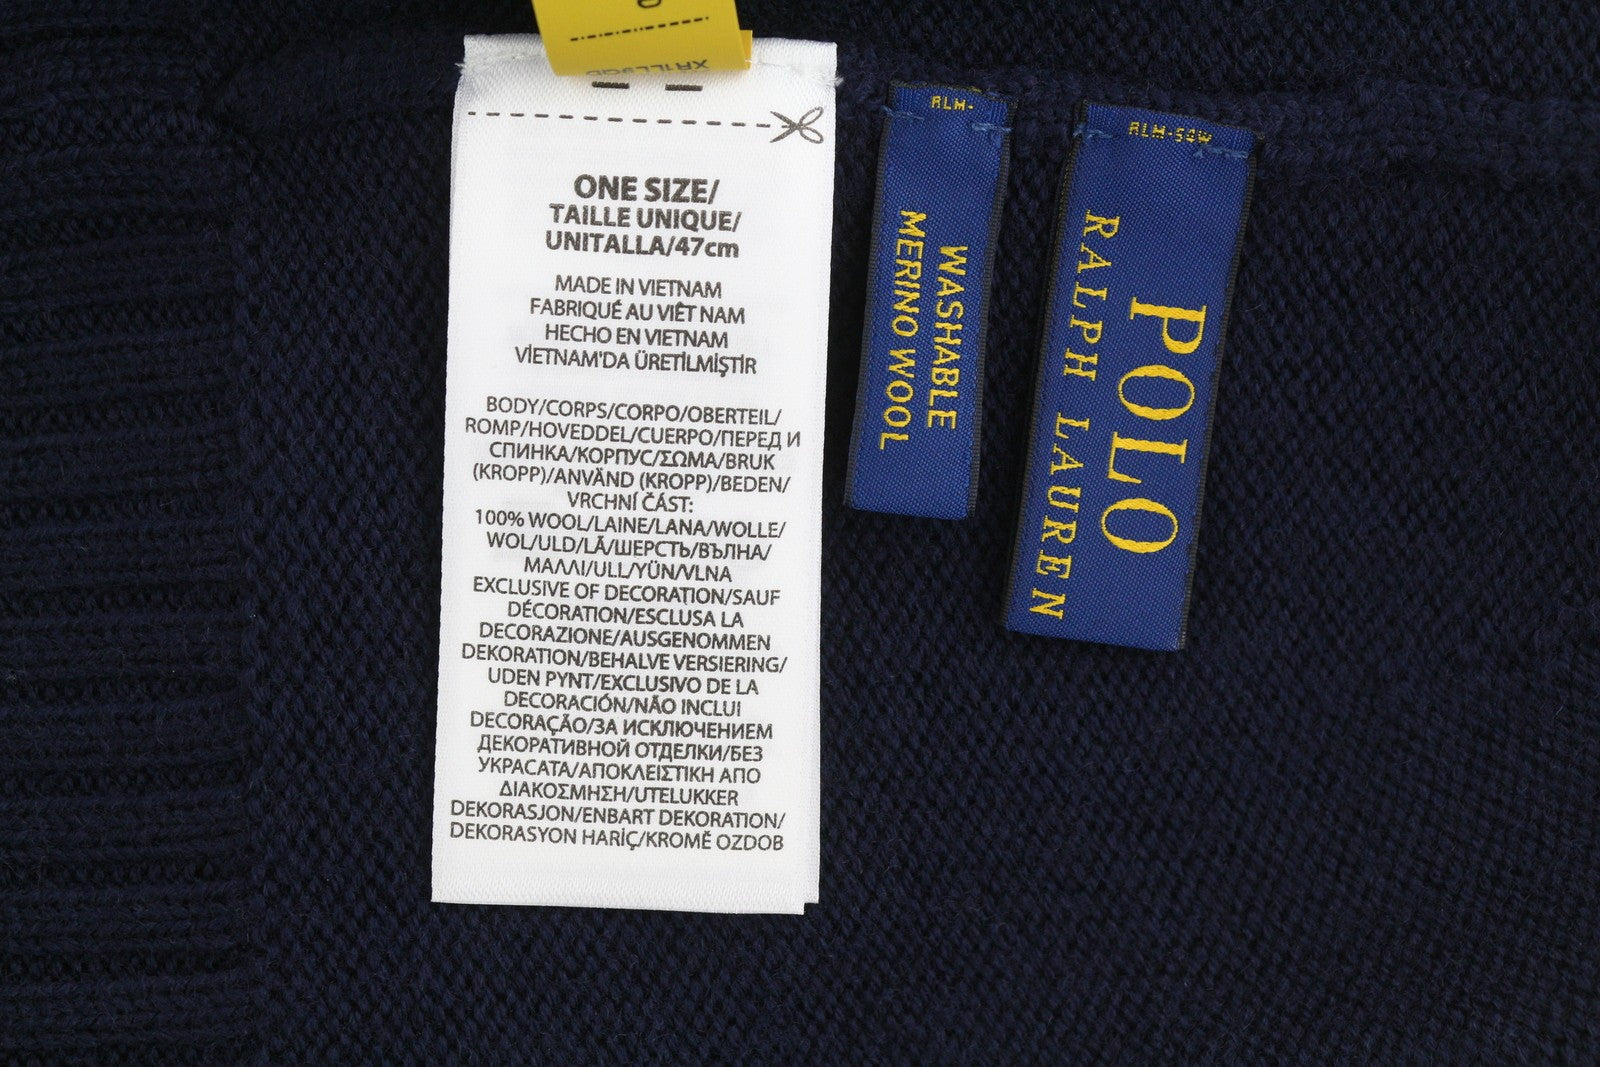 ONE SIZE/
TAILLE UNIQUE/
UNITALLA/47cm
MADE IN VIETNAM
FABRIQUÉ AU VIÊT NAM
HECHO EN VIETNAM
VİETNAM'DA ÜRETİLMİŞTİR
BODY/CORPS/CORPO/OBERTEIL/
ROMP/HOVEDDEL/CUERPO/ПЕРЕД И
СПИНКА/КОРПУС/ΣΩΜΑ/BRUK
(KROPP)/ANVÄND (KROPP)/BEDEN/
VRCHNÍ ČÁST:
100% WOOL/LAINE/LANA/WOLLE/
WOL/ULD/LÃ/ШЕРСТЬ/ВЪЛНА/
ΜΑΛΛΙ/ULL/YÜN/VLNA
EXCLUSIVE OF DECORATION/SAUF
DÉCORATION/ESCLUSA LA
DECORAZIONE/AUSGENOMMEN
DEKORATION/BEHALVE VERSIERING/
UDEN PYNT/EXCLUSIVO DE LA
DECORACIÓN/NÃO INCLUI
DECORAÇÃO/ЗА ИСКЛЮЧЕНИЕМ
ДЕКОРАТИВНОЙ ОТДЕЛКИ/БЕЗ
УКРАСАТА/ΑΠΟΚΛΕΙΣΤΙΚΗ ΑΠΟ
ΔΙΑΚΟΣΜΗΣΗ/UTELUKKER
DEKORASJON/ENBART DEKORATION/
DEKORASYON HARİÇ/KROMĚ OZDOB
RLM-
WASHABLE
MERINO WOOL
RLM-54W
POLO
RALPH LAUREN